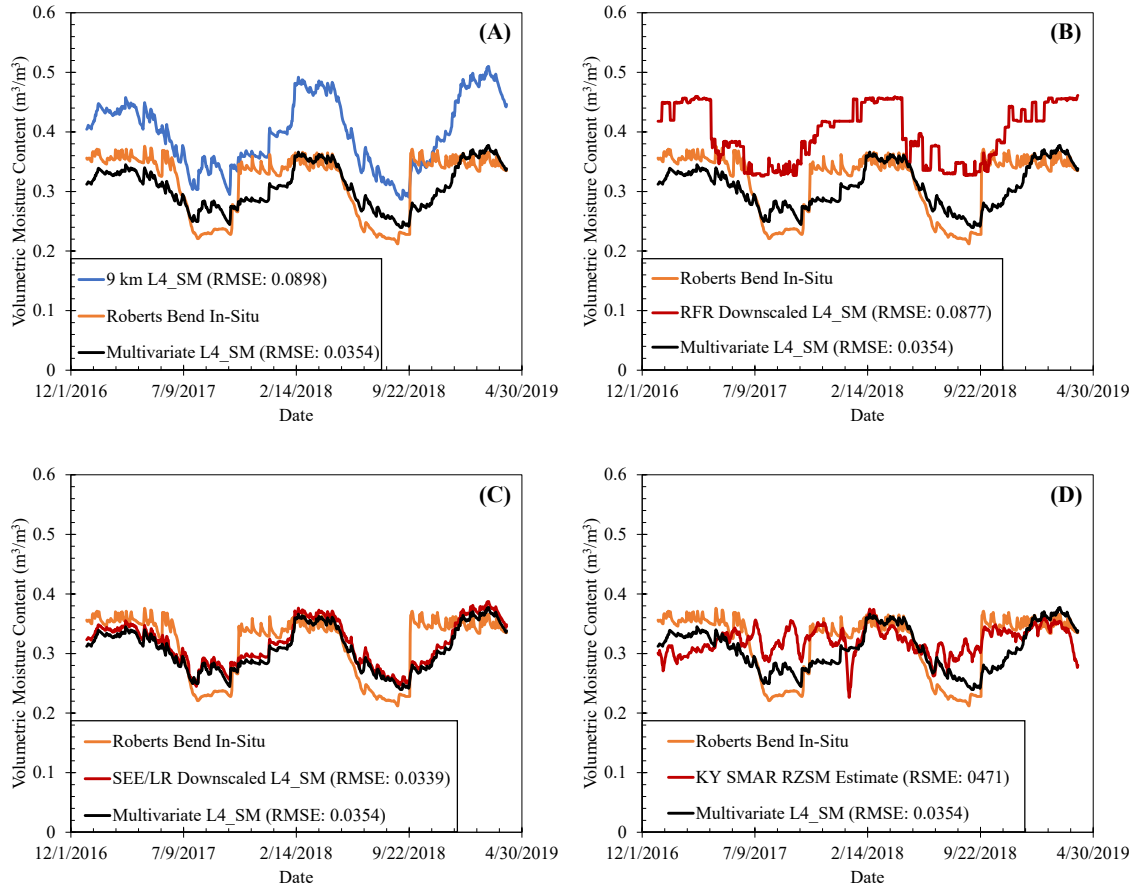 (A)
Volumetric Moisture Content (m³/m³)
0.6
0.5
0.4
0.3
0.2
0.1
0
9 km L4_SM (RMSE: 0.0898)
Roberts Bend In-Situ
Multivariate L4_SM (RMSE: 0.0354)
12/1/2016 7/9/2017 2/14/2018 9/22/2018 4/30/2019
Date
(B)
Volumetric Moisture Content (m³/m³)
0.6
0.5
0.4
0.3
0.2
0.1
0
Roberts Bend In-Situ
RFR Downscaled L4_SM (RMSE: 0.0877)
Multivariate L4_SM (RMSE: 0.0354)
12/1/2016 7/9/2017 2/14/2018 9/22/2018 4/30/2019
Date
(C)
Volumetric Moisture Content (m³/m³)
0.6
0.5
0.4
0.3
0.2
0.1
0
Roberts Bend In-Situ
SEE/LR Downscaled L4_SM (RMSE: 0.0339)
Multivariate L4_SM (RMSE: 0.0354)
12/1/2016 7/9/2017 2/14/2018 9/22/2018 4/30/2019
Date
(D)
Volumetric Moisture Content (m³/m³)
0.6
0.5
0.4
0.3
0.2
0.1
0
Roberts Bend In-Situ
KY SMAR RZSM Estimate (RSME: 0471)
Multivariate L4_SM (RMSE: 0.0354)
12/1/2016 7/9/2017 2/14/2018 9/22/2018 4/30/2019
Date